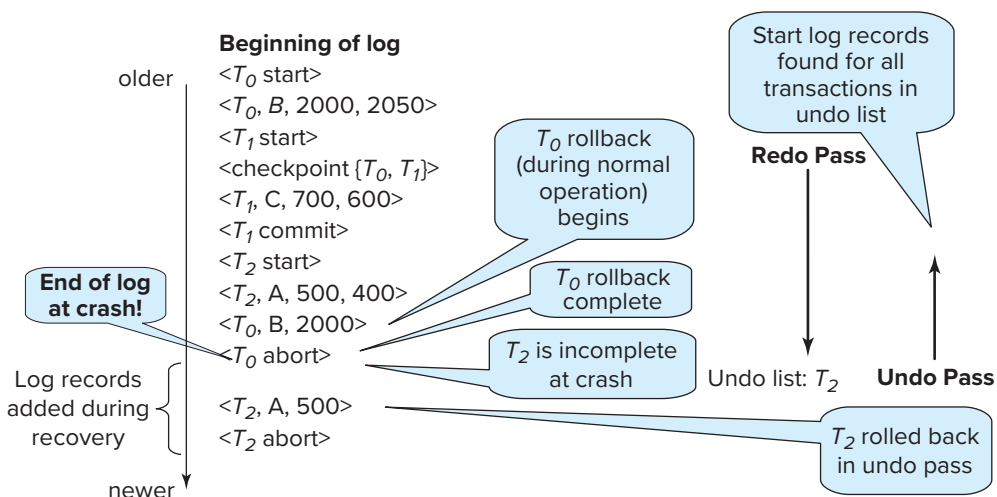 Beginning of log
older
<T0 start>
<T0, B, 2000, 2050>
<T1 start>
<checkpoint {T0, T1}>
<T1, C, 700, 600>
<T1 commit>
<T2 start>
<T2, A, 500, 400>
<T0, B, 2000>
<T0 abort>
<T2, A, 500>
<T2 abort>
newer
End of log
at crash!
Log records
added during
recovery
T0 rollback
(during normal
operation)
begins
T0 rollback
complete
T2 is incomplete
at crash
Start log records
found for all
transactions in
undo list
Redo Pass
Undo list: T2
Undo Pass
T2 rolled back
in undo pass